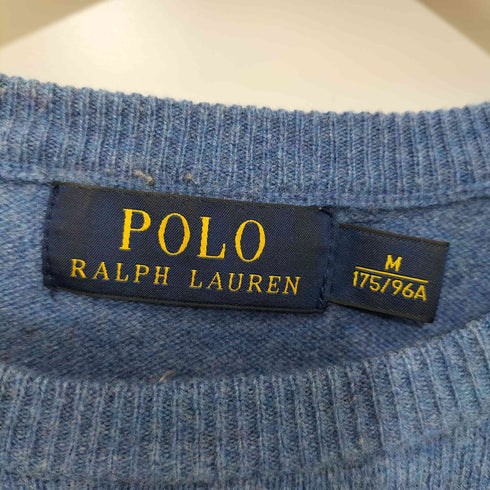 POLO
RALPH LAUREN
M
175/96A